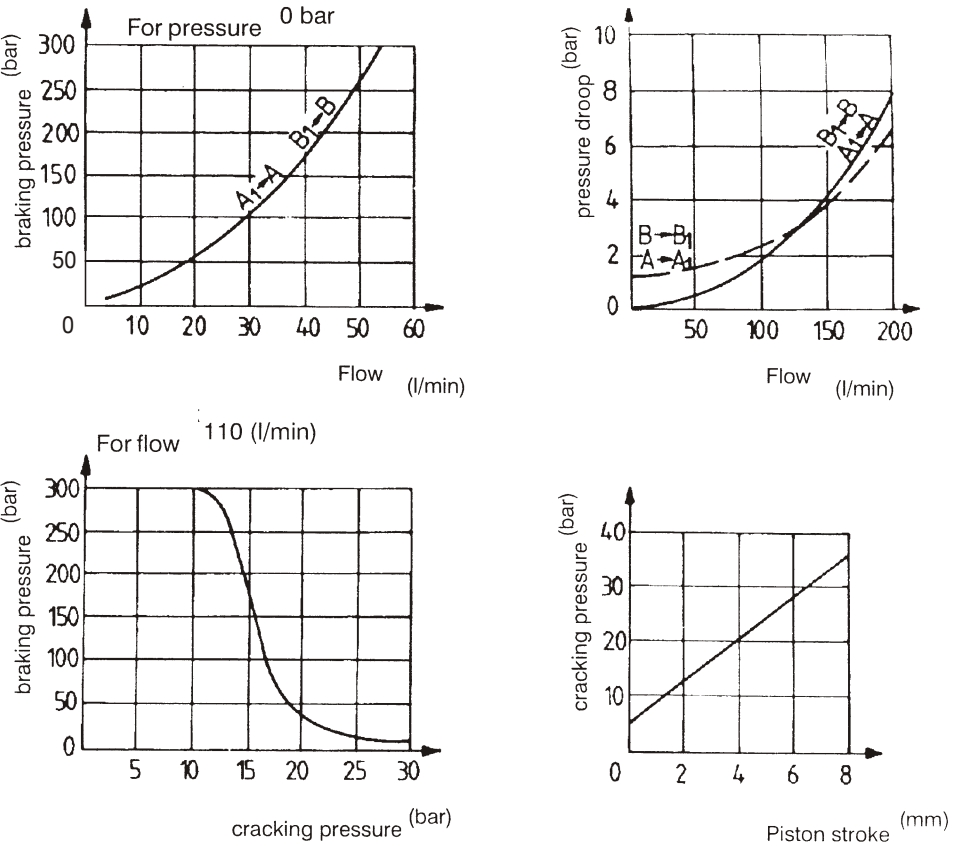 For pressure 0 bar
braking pressure (bar)
300
250
200
150
100
50
0 10 20 30 40 50 60
A1→A B1→B
Flow (l/min)
pressure droop (bar)
10
8
6
4
2
0
50 100 150 200
B1→B
A1→A
B→B1
A→A1
Flow (l/min)
For flow 110 (l/min)
braking pressure (bar)
300
250
200
150
100
50
0
5 10 15 20 25 30
cracking pressure (bar)
cracking pressure (bar)
40
30
20
10
0 2 4 6 8
Piston stroke (mm)